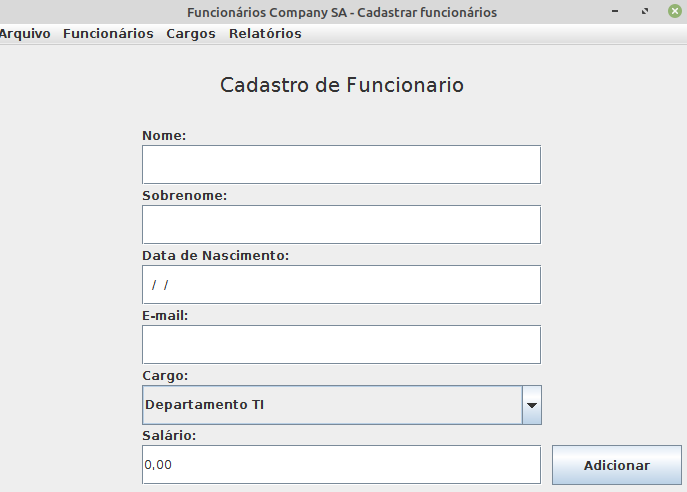 Funcionários Company SA - Cadastrar funcionários
Arquivo Funcionários Cargos Relatórios
Cadastro de Funcionario
Nome:
Sobrenome:
Data de Nascimento:
/ /
E-mail:
Cargo:
Departamento TI
Salário:
0,00 Adicionar